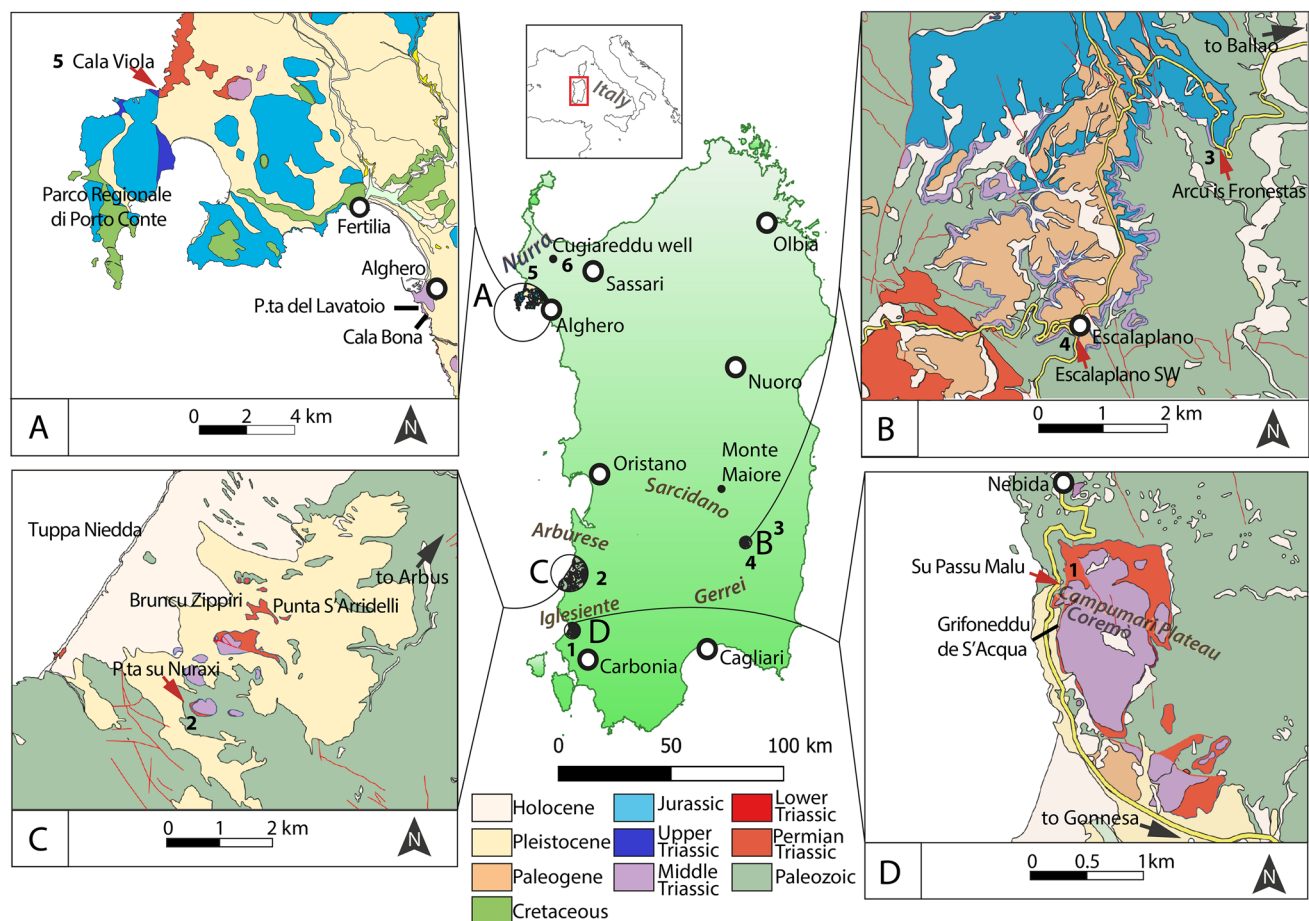 5 Cala Viola
Parco Regionale
di Porto Conte
Fertilia
Alghero
P.ta del Lavatoio
Cala Bona
A
0 2 4 km
N
Italy
to Ballao
3
Arcu is Fronestas
4
Escalaplano
Escalaplano SW
B
0 1 2 km
N
Olbia
Nurra
Cugiareddu well
5
6
Sassari
A
Alghero
Nuoro
Oristano
Monte
Maiore
Sarcidano
Arburese
B
3
4
C
2
Gerrei
Iglesiente
D
1
Carbonia
Cagliari
0 50 100 km
Tuppa Niedda
to Arbus
Bruncu Zippiri
Punta S'Arridelli
P.ta su Nuraxi
2
C
0 1 2 km
N
Nebida
Su Passu Malu
1
Campumari Plateau
Coremò
Grifoneddu
de S'Acqua
to Gonnesa
D
0 0.5 1km
N
Holocene
Pleistocene
Paleogene
Cretaceous
Jurassic
Upper
Triassic
Middle
Triassic
Lower
Triassic
Permian
Triassic
Paleozoic